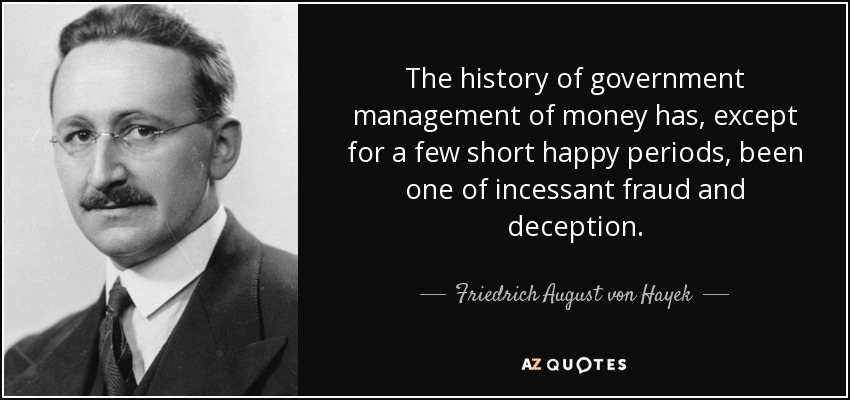 The history of government
management of money has, except
for a few short happy periods, been
one of incessant fraud and
deception.
Friedrich August von Hayek
AZ QUOTES